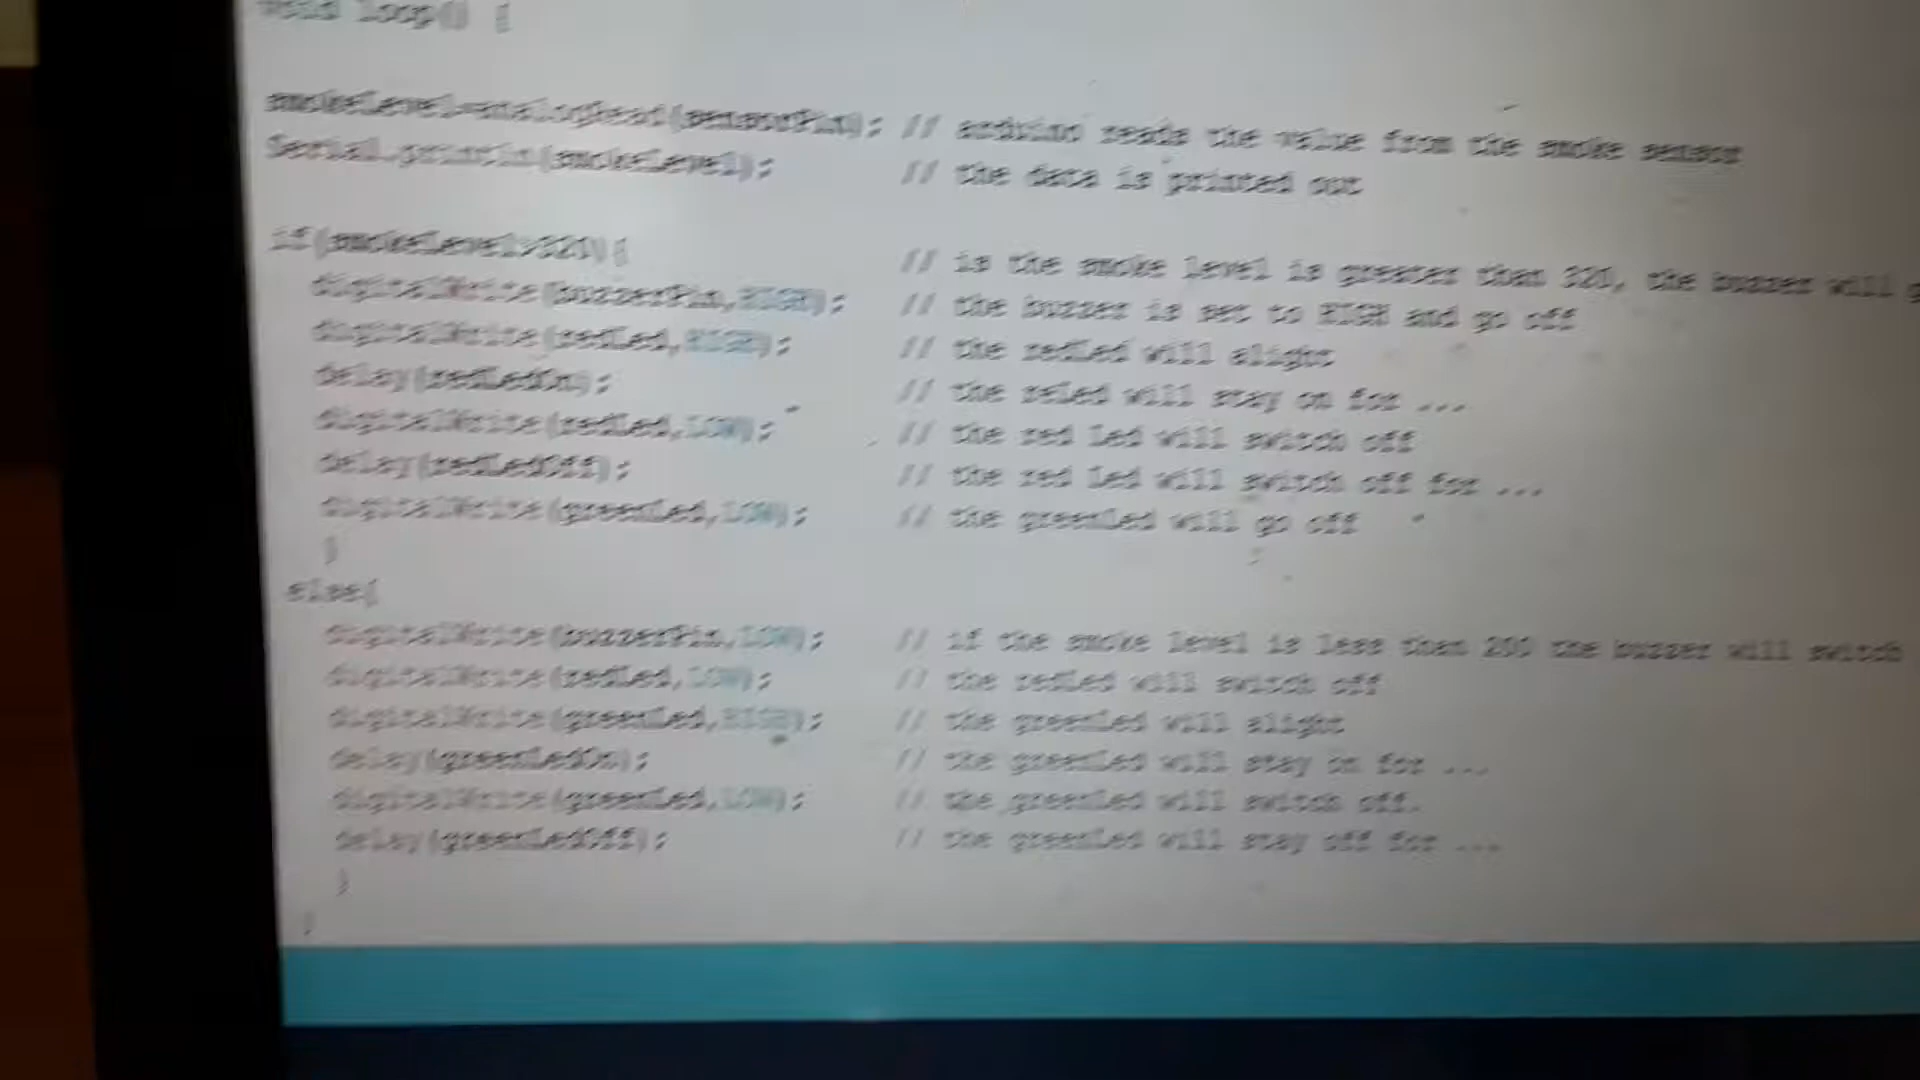 void loop() {
smokeLevel=analogRead(sensorPin); // arduino reads the value from the smoke sensor
Serial.println(smokeLevel); // the data is printed out
if(smokeLevel>320){ // is the smoke level is greater than 320, the buzzer will
digitalWrite(buzzerPin,HIGH); // the buzzer is set to HIGH and go off
digitalWrite(redLed,HIGH); // the redled will alight
delay(redLedOn); // the reled will stay on for ...
digitalWrite(redLed,LOW); // the red led will switch off
delay(redLedOff); // the red led will switch off for ...
digitalWrite(greenLed,LOW); // the greenled will go off
}
else{
digitalWrite(buzzerPin,LOW); // if the smoke level is less than 200 the buzzer will switch
digitalWrite(redLed,LOW); // the redled will switch off
digitalWrite(greenLed,HIGH); // the greenled will alight
delay(greenLedOn); // the greenled will stay on for ...
digitalWrite(greenLed,LOW); // the greenled will switch off.
delay(greenLedOff); // the greenled will stay off for ...
}
}